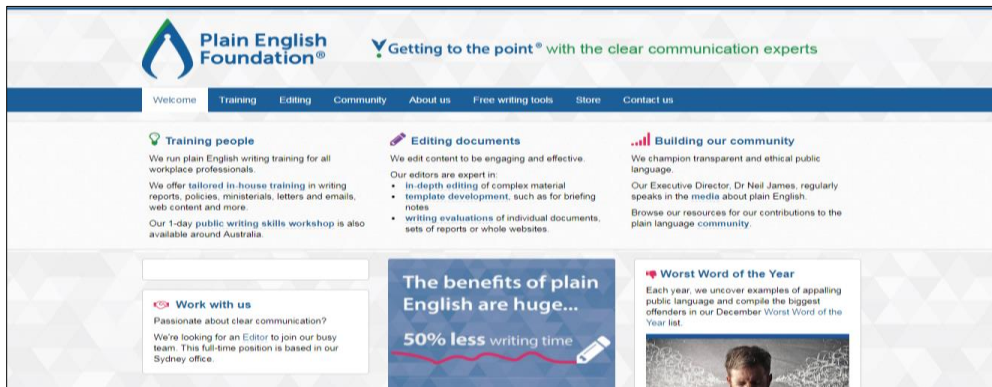 Plain English
Foundation®
Getting to the point® with the clear communication experts
Welcome Training Editing Community About us Free writing tools Store Contact us
Training people
We run plain English writing training for all
workplace professionals.
We offer tailored in-house training in writing
reports, policies, ministerials, letters and emails,
web content and more.
Our 1-day public writing skills workshop is also
available around Australia.
Editing documents
We edit content to be engaging and effective.
Our editors are expert in:
• in-depth editing of complex material
• template development, such as for briefing
notes
• writing evaluations of individual documents,
sets of reports or whole websites.
Building our community
We champion transparent and ethical public
language.
Our Executive Director, Dr Neil James, regularly
speaks in the media about plain English.
Browse our resources for our contributions to the
plain language community.
Work with us
Passionate about clear communication?
We're looking for an Editor to join our busy
team. This full-time position is based in our
Sydney office.
The benefits of plain
English are huge...
50% less writing time
Worst Word of the Year
Each year, we uncover examples of appalling
public language and compile the biggest
offenders in our December Worst Word of the
Year list.